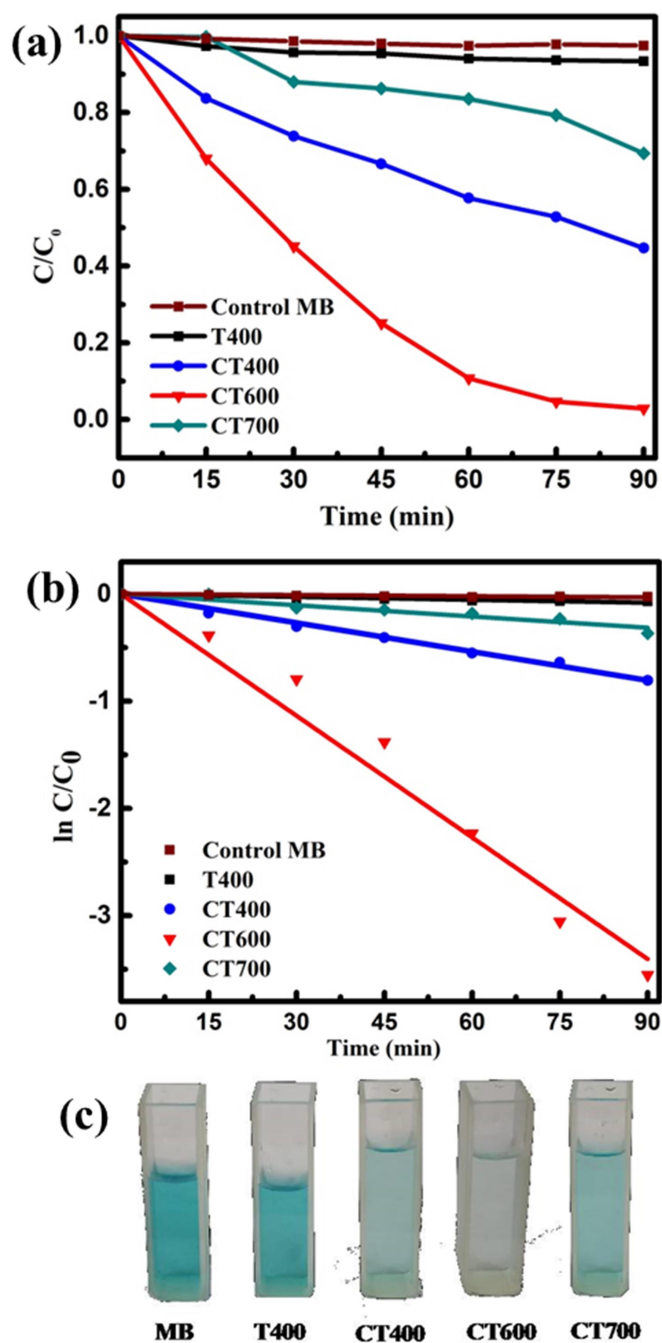 (a)
1.0
0.8
0.6
0.4
0.2
0.0
C/C₀
Control MB
T400
CT400
CT600
CT700
0 15 30 45 60 75 90
Time (min)
(b)
0
-1
-2
-3
ln C/C₀
Control MB
T400
CT400
CT600
CT700
0 15 30 45 60 75 90
Time (min)
(c)
MB T400 CT400 CT600 CT700